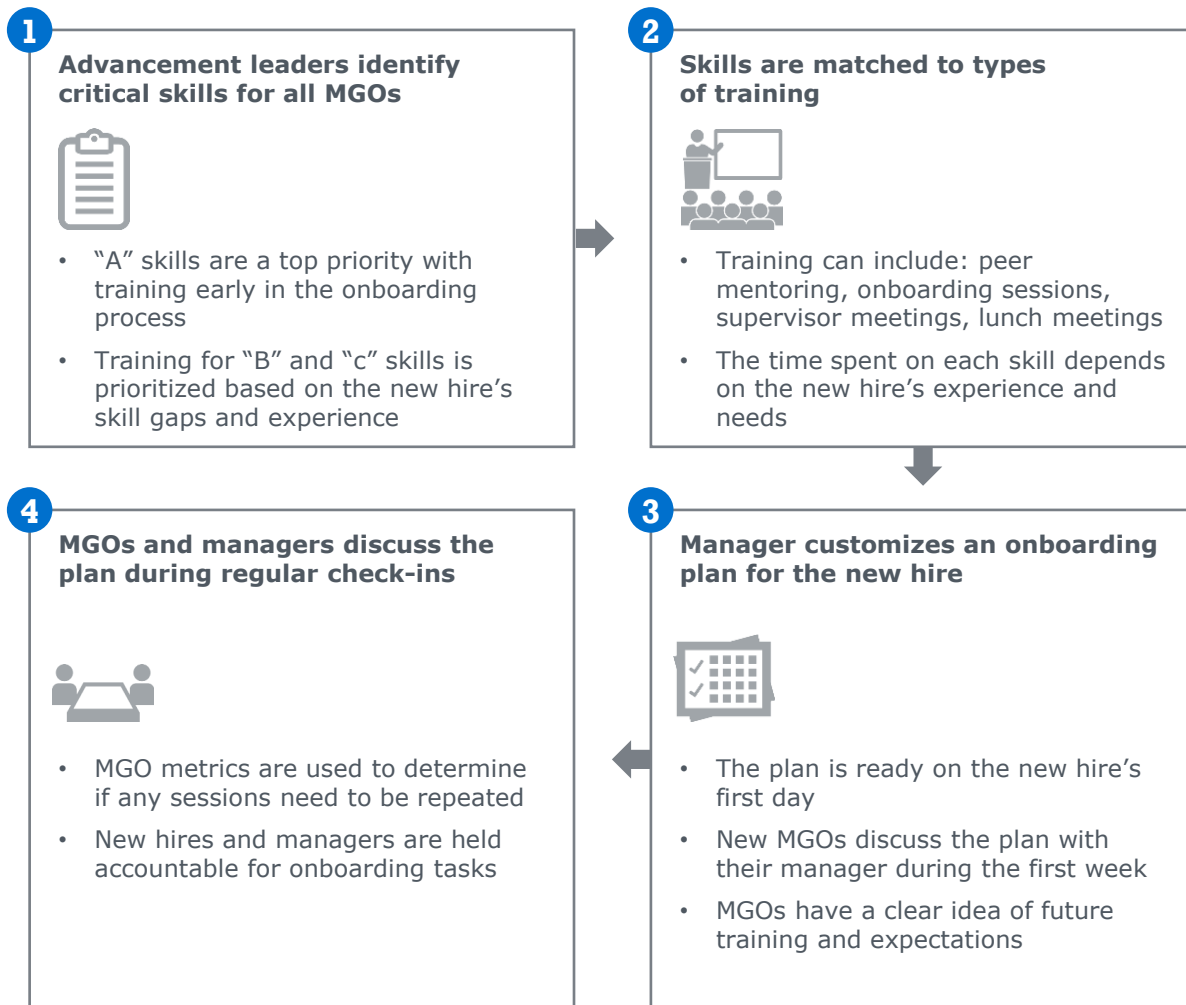 1
Advancement leaders identify
critical skills for all MGOs
• “A” skills are a top priority with
training early in the onboarding
process
• Training for “B” and “c” skills is
prioritized based on the new hire’s
skill gaps and experience
2
Skills are matched to types
of training
• Training can include: peer
mentoring, onboarding sessions,
supervisor meetings, lunch meetings
• The time spent on each skill depends
on the new hire’s experience and
needs
3
Manager customizes an onboarding
plan for the new hire
• The plan is ready on the new hire’s
first day
• New MGOs discuss the plan with
their manager during the first week
• MGOs have a clear idea of future
training and expectations
4
MGOs and managers discuss the
plan during regular check-ins
• MGO metrics are used to determine
if any sessions need to be repeated
• New hires and managers are held
accountable for onboarding tasks